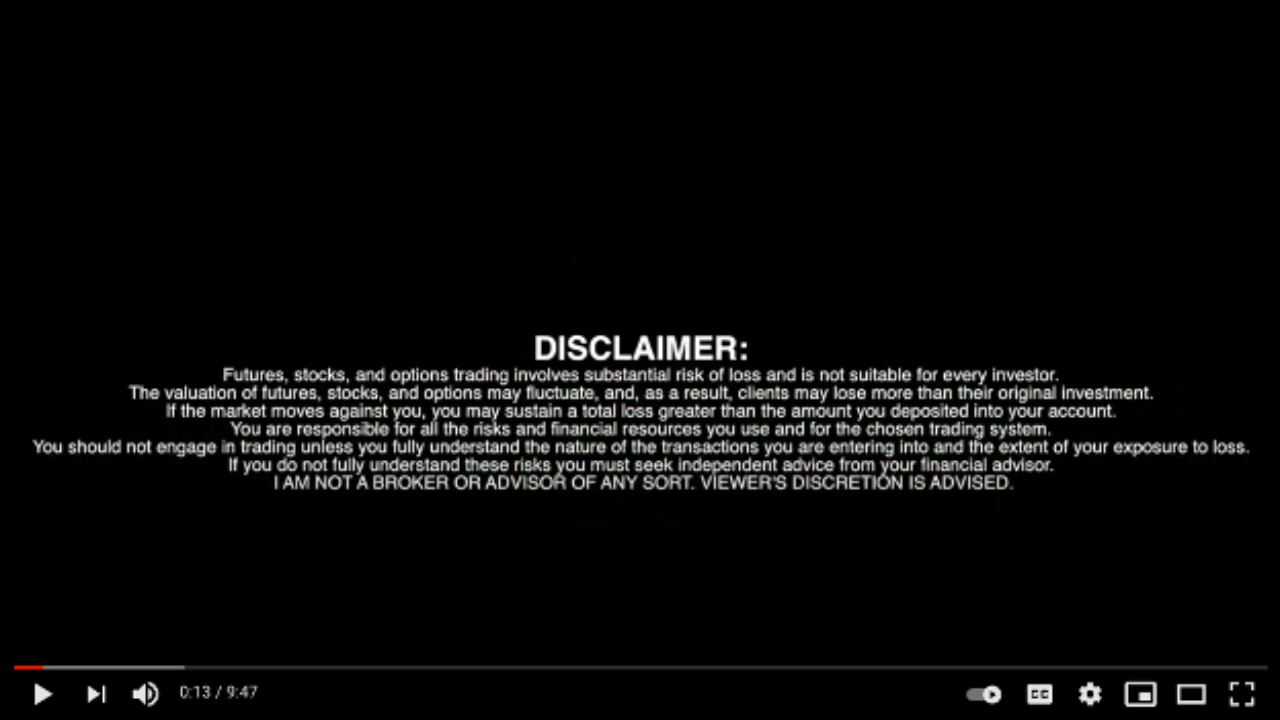 DISCLAIMER:
Futures, stocks, and options trading involves substantial risk of loss and is not suitable for every investor.
The valuation of futures, stocks, and options may fluctuate, and, as a result, clients may lose more than their original investment.
If the market moves against you, you may sustain a total loss greater than the amount you deposited into your account.
You are responsible for all the risks and financial resources you use and for the chosen trading system.
You should not engage in trading unless you fully understand the nature of the transactions you are entering into and the extent of your exposure to loss.
If you do not fully understand these risks you must seek independent advice from your financial advisor.
I AM NOT A BROKER OR ADVISOR OF ANY SORT. VIEWER'S DISCRETION IS ADVISED.
0:13 / 9:47
CC